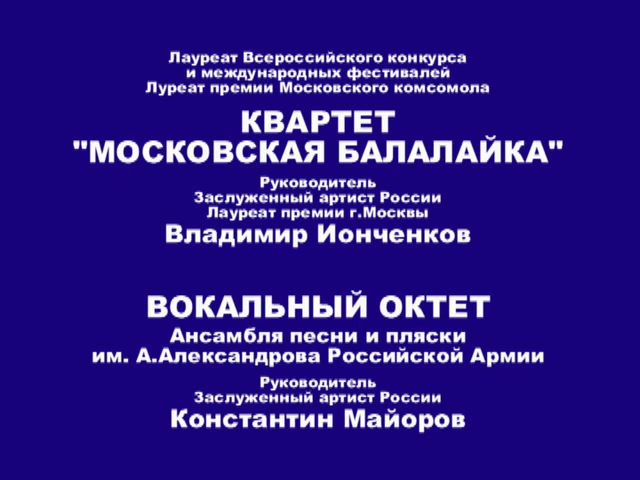 Лауреат Всероссийского конкурса
и международных фестивалей
Луреат премии Московского комсомола
КВАРТЕТ
"МОСКОВСКАЯ БАЛАЛАЙКА"
Руководитель
Заслуженный артист России
Лауреат премии г.Москвы
Владимир Ионченков
ВОКАЛЬНЫЙ ОКТЕТ
Ансамбля песни и пляски
им. А.Александрова Российской Армии
Руководитель
Заслуженный артист России
Константин Майоров